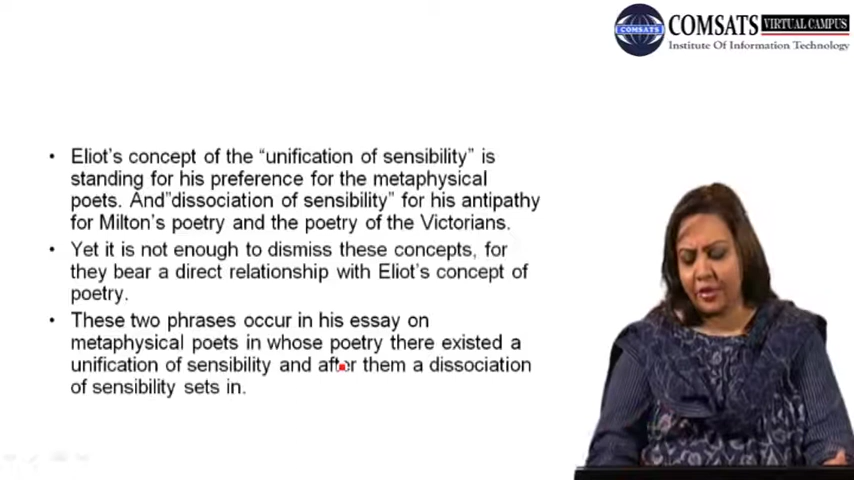 COMSATS
COMSATS VIRTUAL CAMPUS
Institute Of Information Technology
• Eliot's concept of the “unification of sensibility” is
standing for his preference for the metaphysical
poets. And”dissociation of sensibility” for his antipathy
for Milton's poetry and the poetry of the Victorians.
• Yet it is not enough to dismiss these concepts, for
they bear a direct relationship with Eliot's concept of
poetry.
• These two phrases occur in his essay on
metaphysical poets in whose poetry there existed a
unification of sensibility and after them a dissociation
of sensibility sets in.